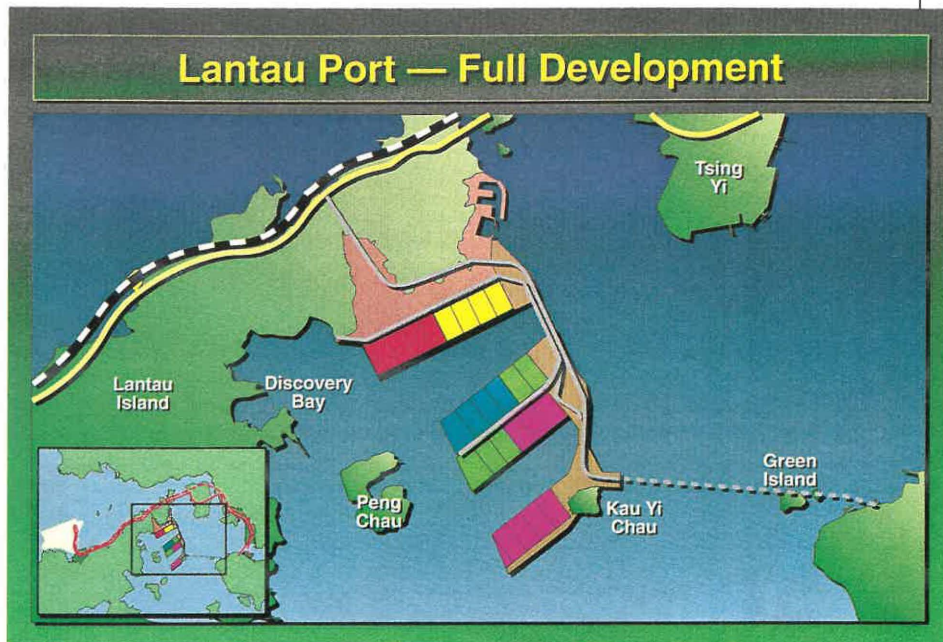 Lantau Port — Full Development
Tsing
Yi
Lantau
Island
Discovery
Bay
Peng
Chau
Kau Yi
Chau
Green
Island